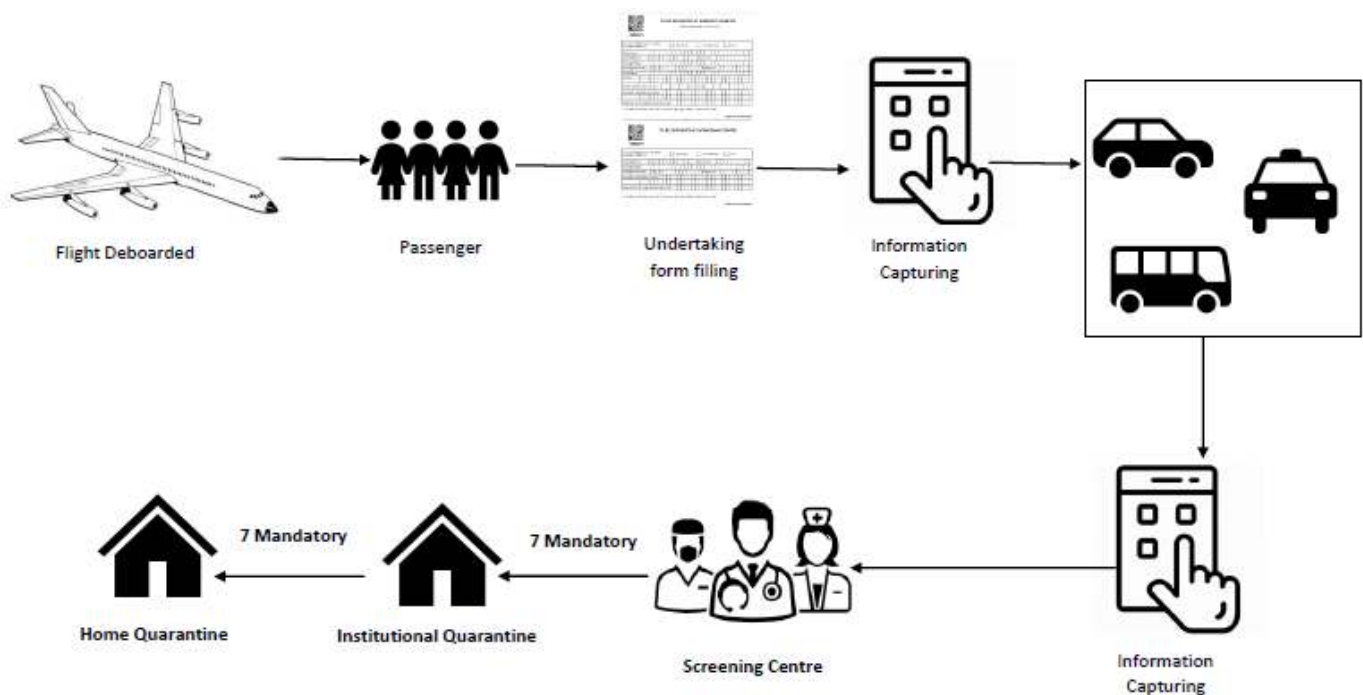 Flight Deboarded
Passenger
Undertaking
form filling
Information
Capturing
Information
Capturing
Screening Centre
7 Mandatory
Institutional Quarantine
7 Mandatory
Home Quarantine